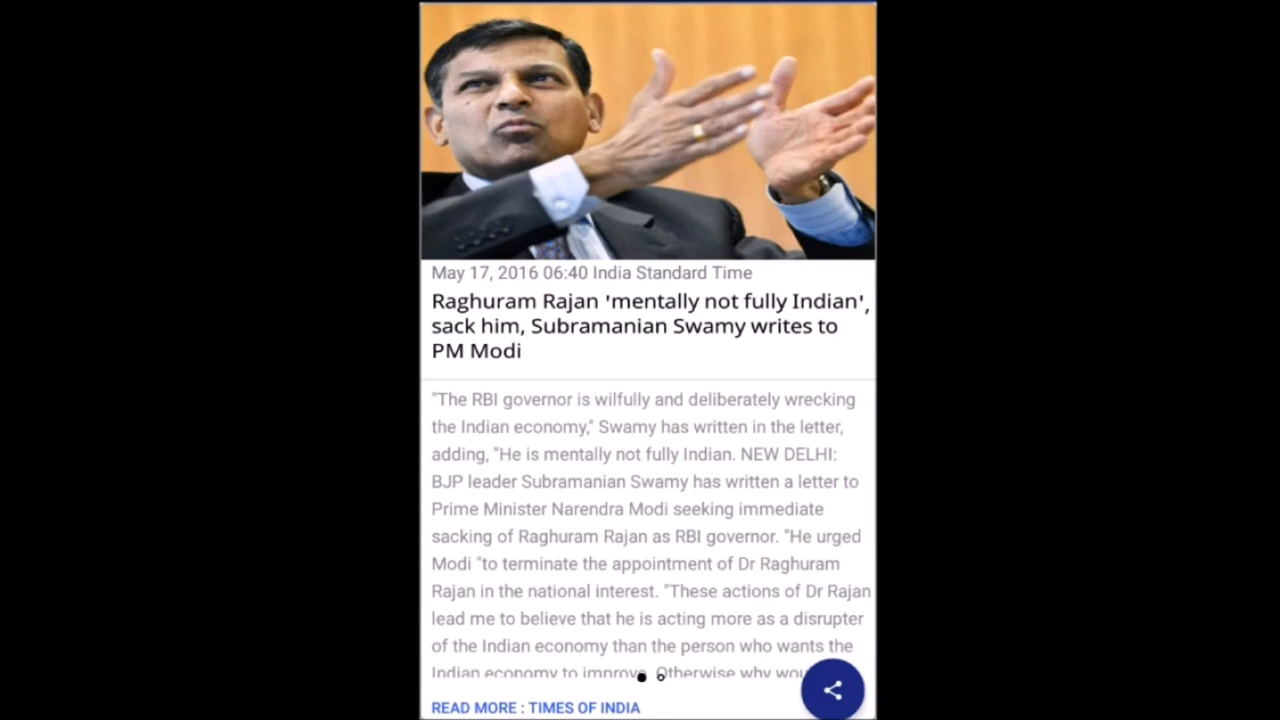 May 17, 2016 06:40 India Standard Time
Raghuram Rajan 'mentally not fully Indian',
sack him, Subramanian Swamy writes to
PM Modi
"The RBI governor is wilfully and deliberately wrecking
the Indian economy," Swamy has written in the letter,
adding, "He is mentally not fully Indian. NEW DELHI:
BJP leader Subramanian Swamy has written a letter to
Prime Minister Narendra Modi seeking immediate
sacking of Raghuram Rajan as RBI governor. "He urged
Modi "to terminate the appointment of Dr Raghuram
Rajan in the national interest. "These actions of Dr Rajan
lead me to believe that he is acting more as a disrupter
of the Indian economy than the person who wants the
Indian economy to improve. Otherwise why
READ MORE : TIMES OF INDIA